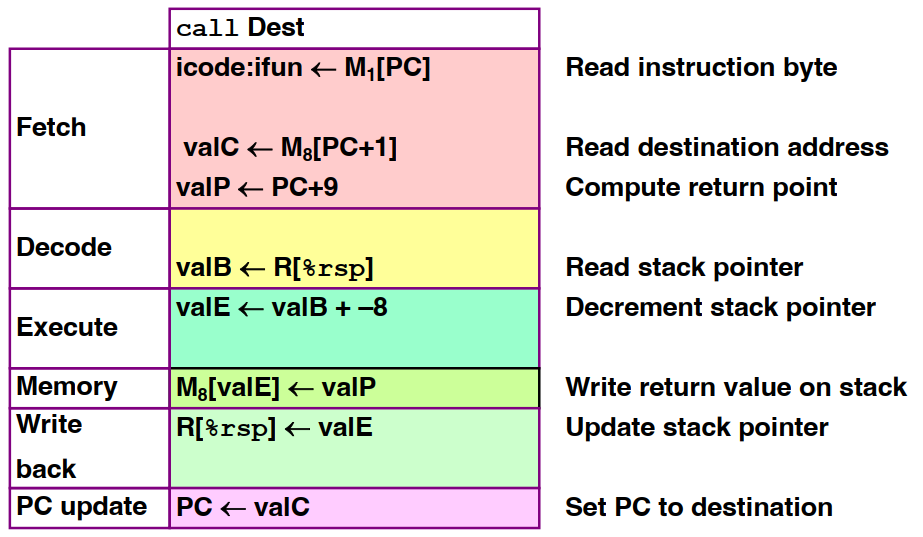 call Dest
icode:ifun ← M₁[PC] Read instruction byte
Fetch
valC ← M₈[PC+1] Read destination address
valP ← PC+9 Compute return point
Decode
valB ← R[%rsp] Read stack pointer
valE ← valB + –8 Decrement stack pointer
Execute
Memory M₈[valE] ← valP Write return value on stack
Write R[%rsp] ← valE Update stack pointer
back
PC update PC ← valC Set PC to destination